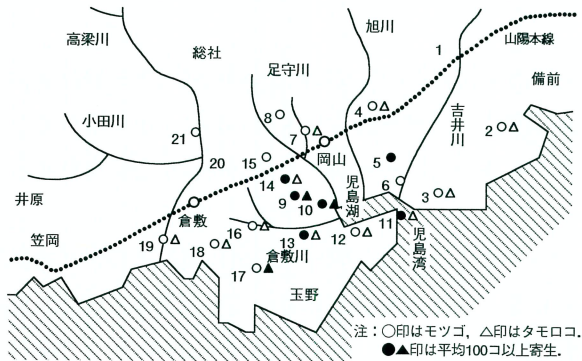 高梁川
総社
旭川
1
山陽本線
足守川
備前
小田川
8
7
4
吉井川
2
21
岡山
15
5
20
14
6
3
井原
9
10
児島湖
倉敷
11
児島湾
笠岡
19
18
16
倉敷川
13
12
17
玉野
注:○印はモツゴ,△印はタモロコ.
●▲印は平均100コ以上寄生.